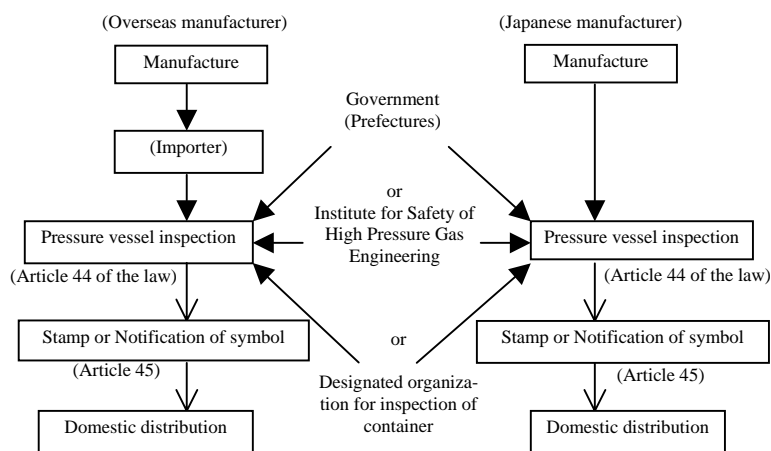 (Overseas manufacturer)
Manufacture
(Importer)
Pressure vessel inspection
(Article 44 of the law)
Stamp or Notification of symbol
(Article 45)
Domestic distribution
Government
(Prefectures)
or
Institute for Safety of
High Pressure Gas
Engineering
or
Designated organiza-
tion for inspection of
container
(Japanese manufacturer)
Manufacture
Pressure vessel inspection
(Article 44 of the law)
Stamp or Notification of symbol
(Article 45)
Domestic distribution